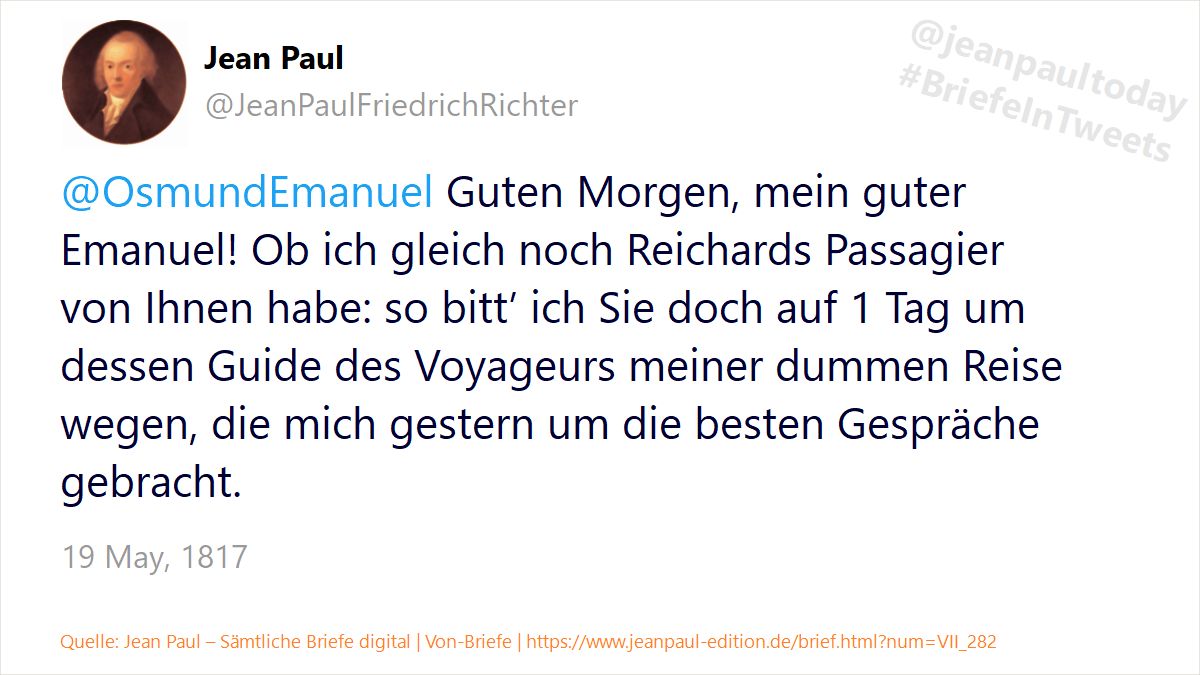 Jean Paul
@JeanPaulFriedrichRichter
@jeanpaultoday
#BriefeInTweets
@OsmundEmanuel Guten Morgen, mein guter
Emanuel! Ob ich gleich noch Reichards Passagier
von Ihnen habe: so bitt’ ich Sie doch auf 1 Tag um
dessen Guide des Voyageurs meiner dummen Reise
wegen, die mich gestern um die besten Gespräche
gebracht.
19 May, 1817
Quelle: Jean Paul – Sämtliche Briefe digital | Von-Briefe | https://www.jeanpaul-edition.de/brief.html?num=VII_282